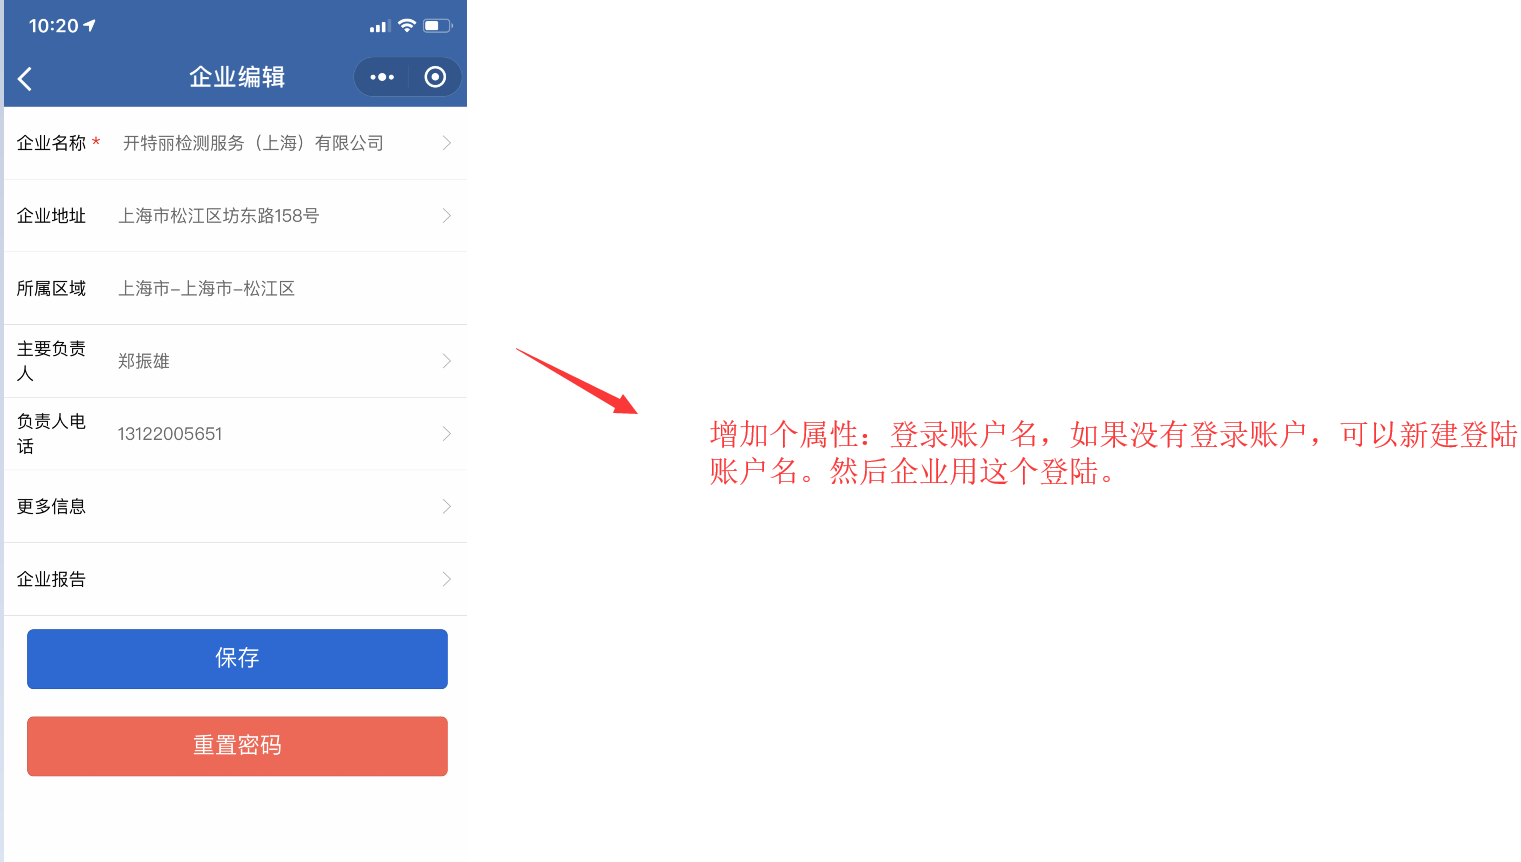 10:20
企业编辑
企业名称 * 开特丽检测服务（上海）有限公司
企业地址 上海市松江区坊东路158号
所属区域 上海市-上海市-松江区
主要负责人 郑振雄
负责人电话 13122005651
更多信息
企业报告
保存
重置密码
增加个属性：登录账户名，如果没有登录账户，可以新建登陆
账户名。然后企业用这个登陆。